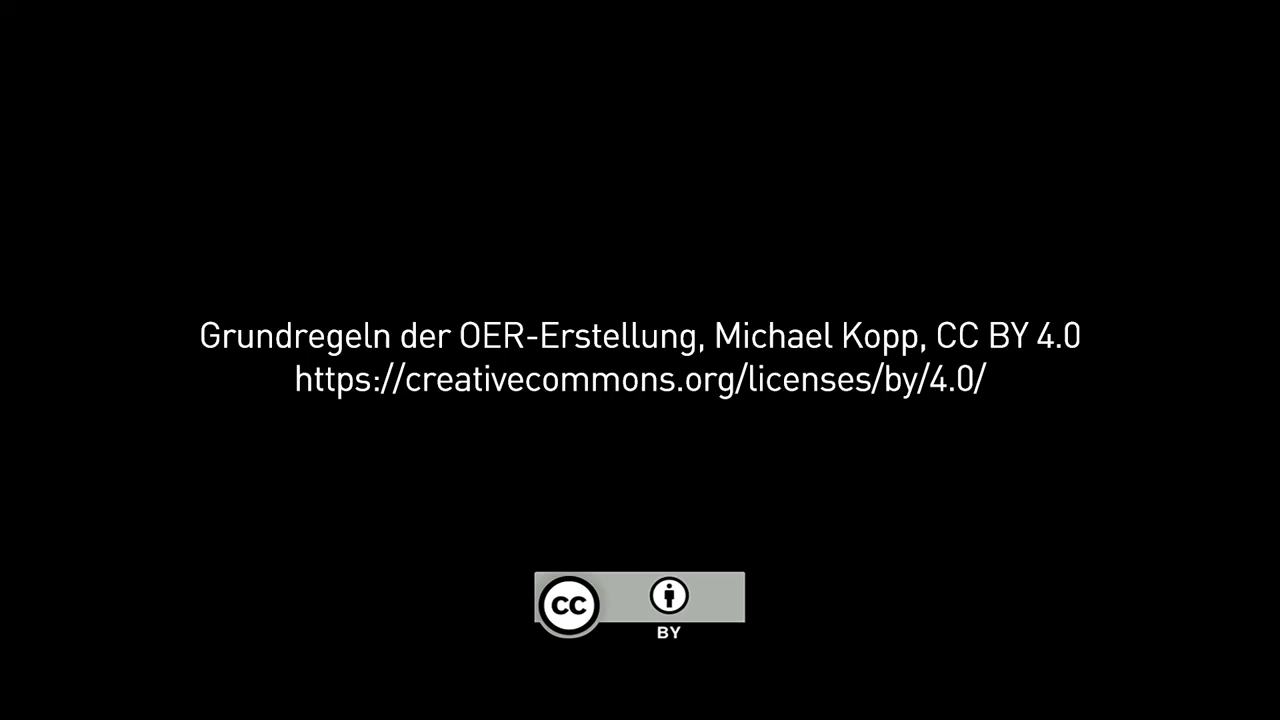 Grundregeln der OER-Erstellung, Michael Kopp, CC BY 4.0
https://creativecommons.org/licenses/by/4.0/
CC
BY